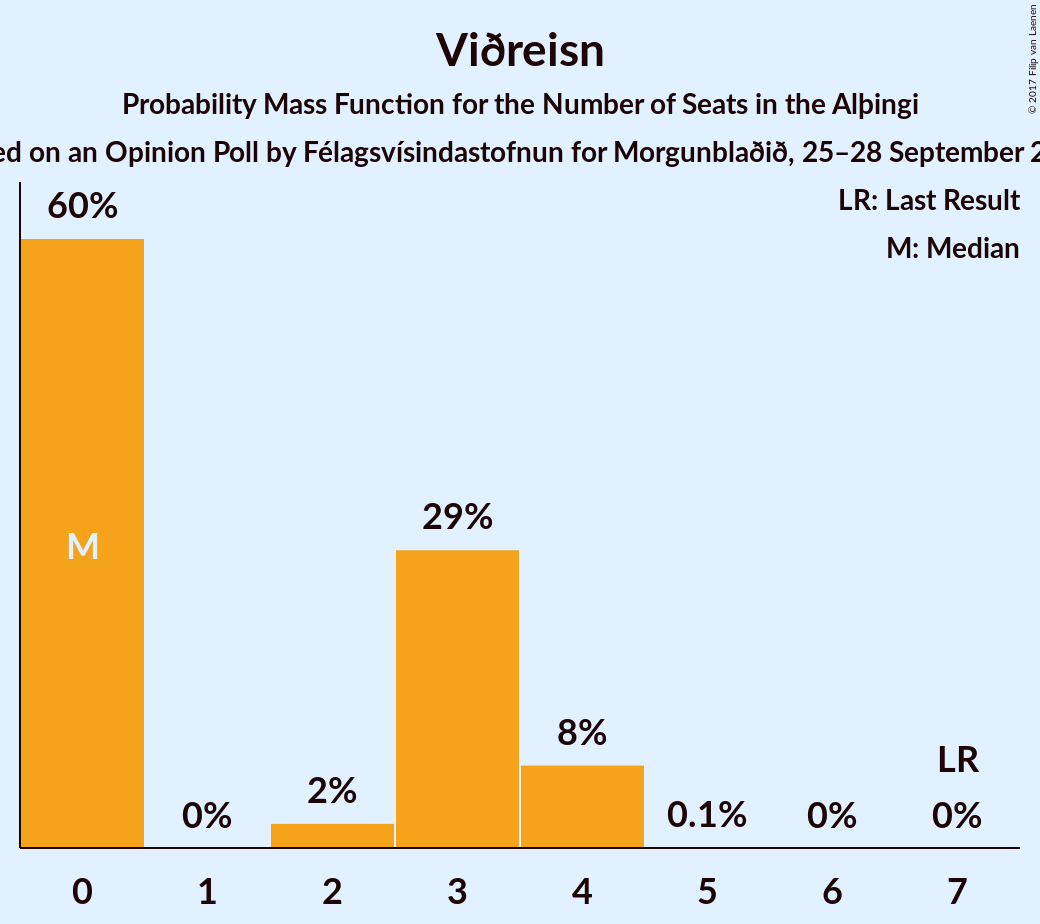 Viðreisn
Probability Mass Function for the Number of Seats in the Alþingi
ed on an Opinion Poll by Félagsvísindastofnun for Morgunblaðið, 25–28 September 2
© 2017 Filip van Laenen
LR: Last Result
M: Median
60%
M
0%
2%
29%
8%
0.1%
0%
LR
0%
0 1 2 3 4 5 6 7